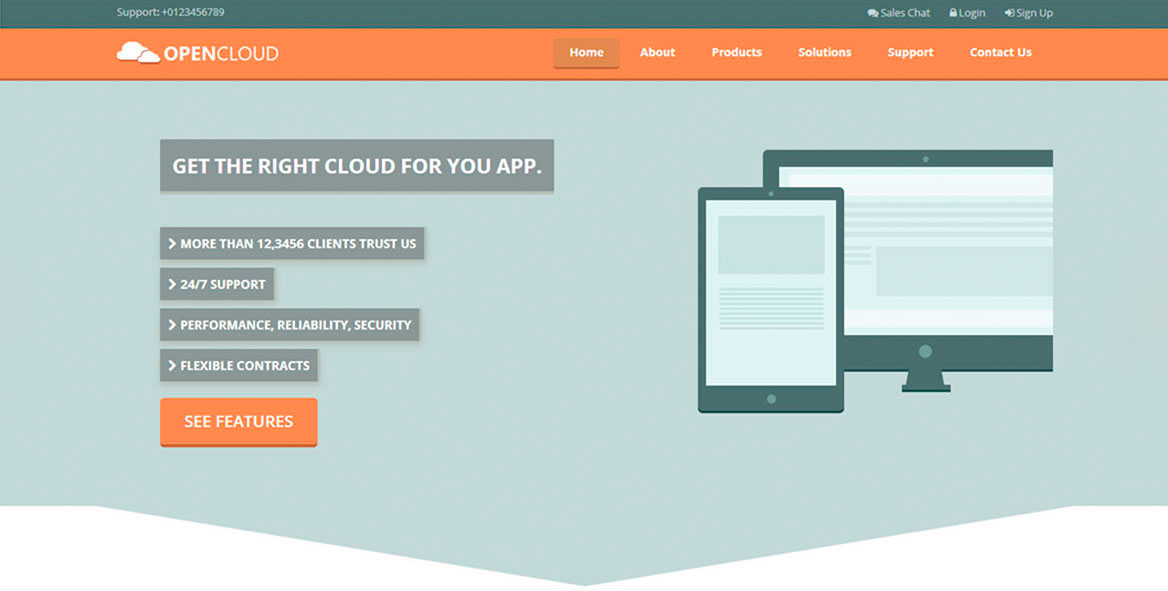 Support: +0123456789 Sales Chat Login Sign Up
OPENCLOUD Home About Products Solutions Support Contact Us
GET THE RIGHT CLOUD FOR YOU APP.
MORE THAN 12,3456 CLIENTS TRUST US
24/7 SUPPORT
PERFORMANCE, RELIABILITY, SECURITY
FLEXIBLE CONTRACTS
SEE FEATURES